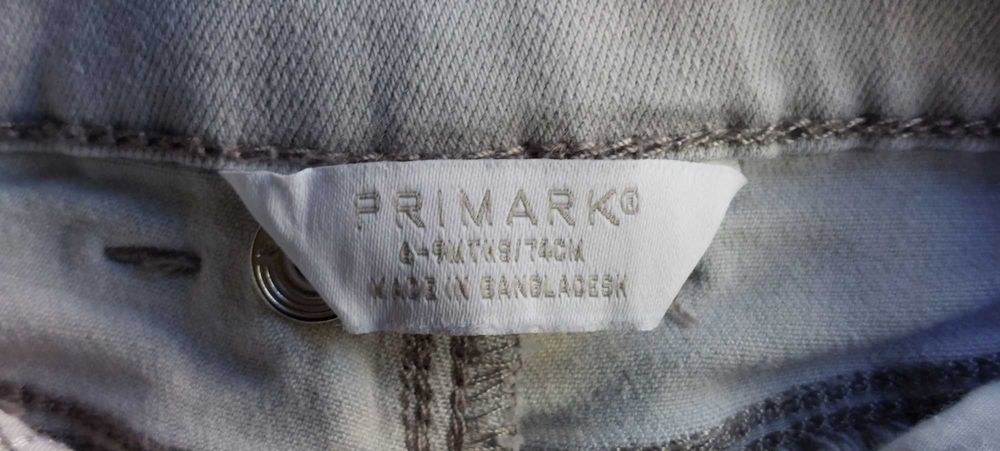 PRIMARK®
6-9MTHS/74CM
MADE IN BANGLADESH